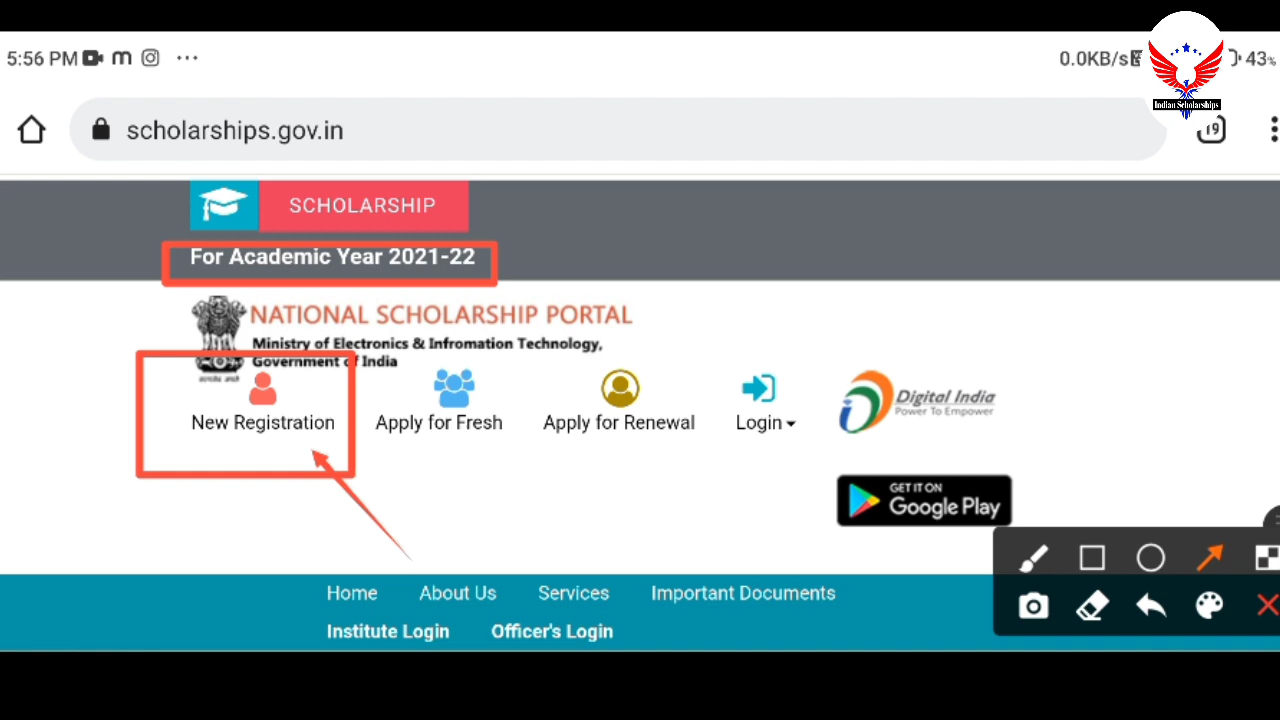 5:56 PM
0.0KB/s
43%
Indian Scholarships
scholarships.gov.in
19
SCHOLARSHIP
For Academic Year 2021-22
NATIONAL SCHOLARSHIP PORTAL
Ministry of Electronics & Infromation Technology,
Government of India
New Registration
Apply for Fresh
Apply for Renewal
Login
Digital India
Power To Empower
GET IT ON
Google Play
Home About Us Services Important Documents
Institute Login Officer's Login